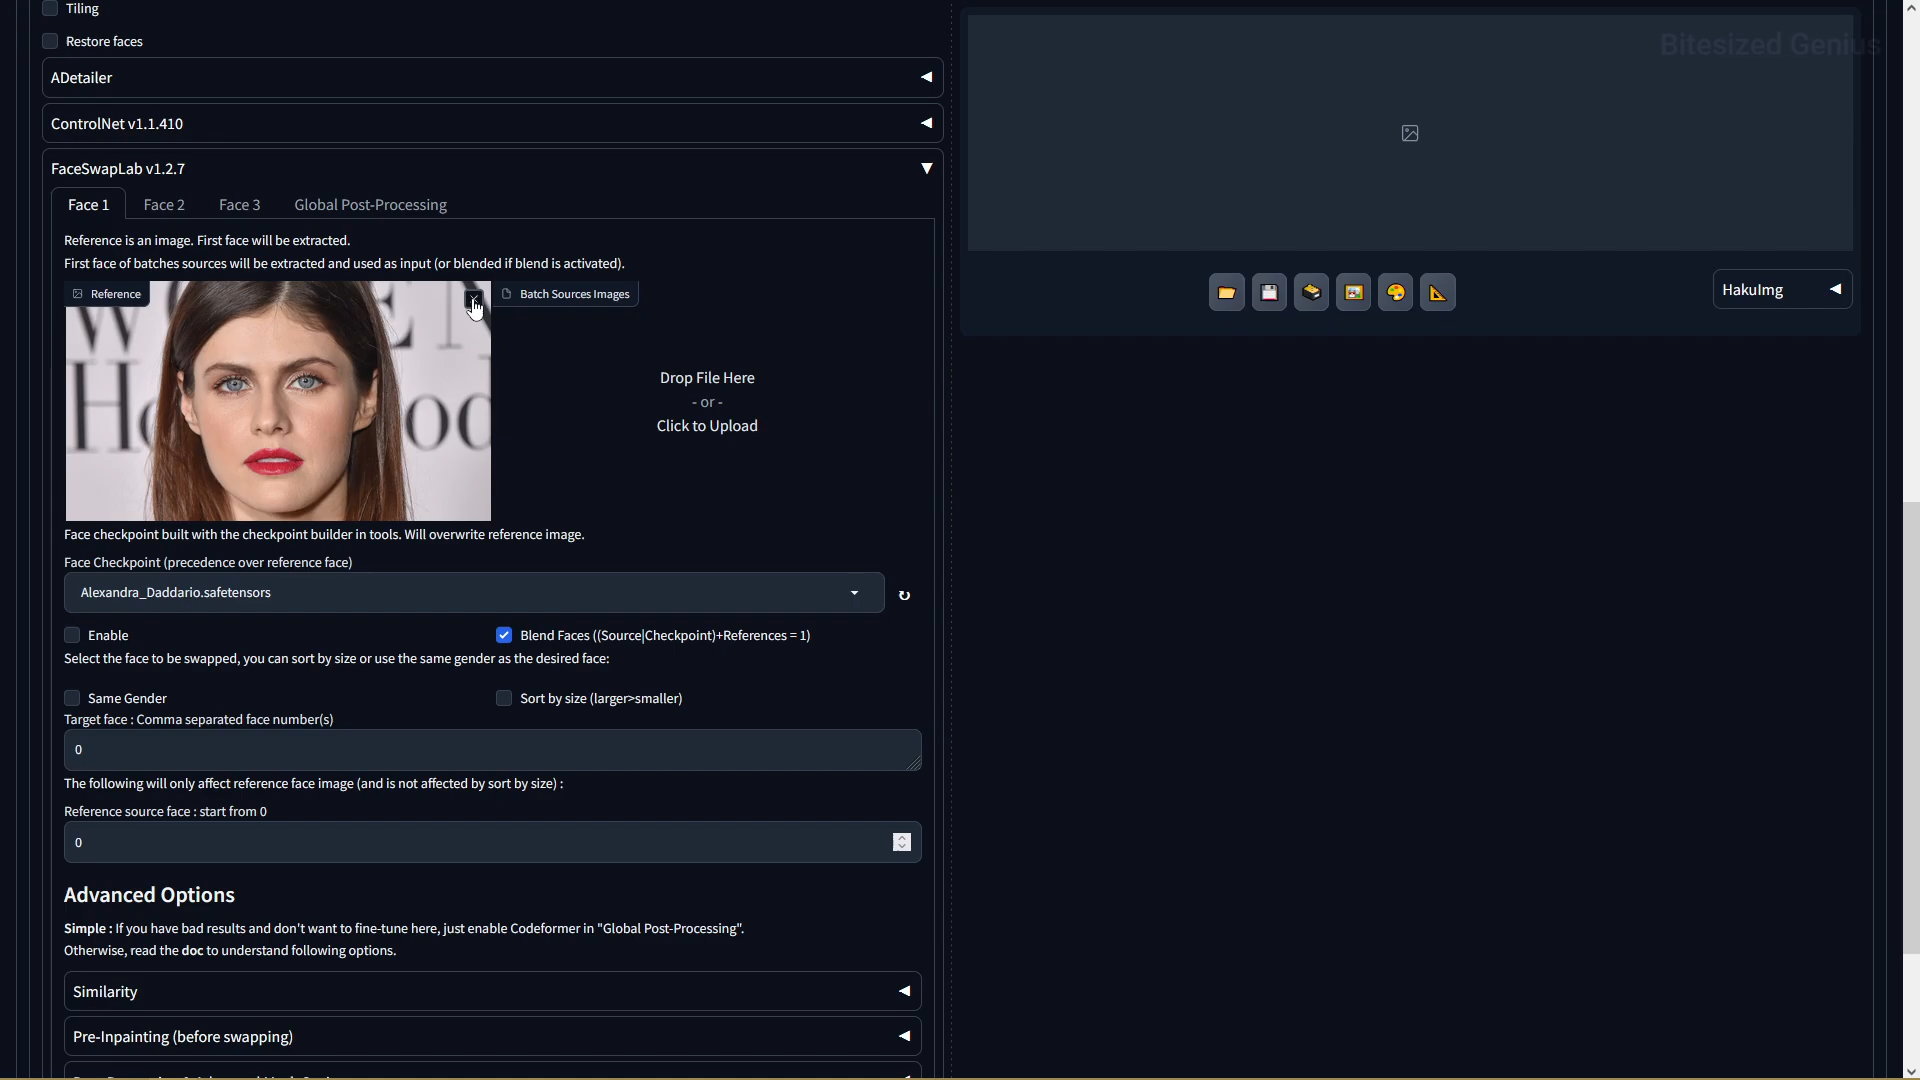 Tiling
Restore faces
Bitesized Genius
ADetailer
ControlNet v1.1.410
FaceSwapLab v1.2.7
Face 1
Face 2
Face 3
Global Post-Processing
Reference is an image. First face will be extracted.
First face of batches sources will be extracted and used as input (or blended if blend is activated).
Reference
Batch Sources Images
HakuImg
Drop File Here
- or -
Click to Upload
Face checkpoint built with the checkpoint builder in tools. Will overwrite reference image.
Face Checkpoint (precedence over reference face)
Alexandra_Daddario.safetensors
Enable
Blend Faces ((Source|Checkpoint)+References = 1)
Select the face to be swapped, you can sort by size or use the same gender as the desired face:
Same Gender
Sort by size (larger>smaller)
Target face : Comma separated face number(s)
0
The following will only affect reference face image (and is not affected by sort by size) :
Reference source face : start from 0
0
Advanced Options
Simple : If you have bad results and don't want to fine-tune here, just enable Codeformer in "Global Post-Processing".
Otherwise, read the doc to understand following options.
Similarity
Pre-Inpainting (before swapping)